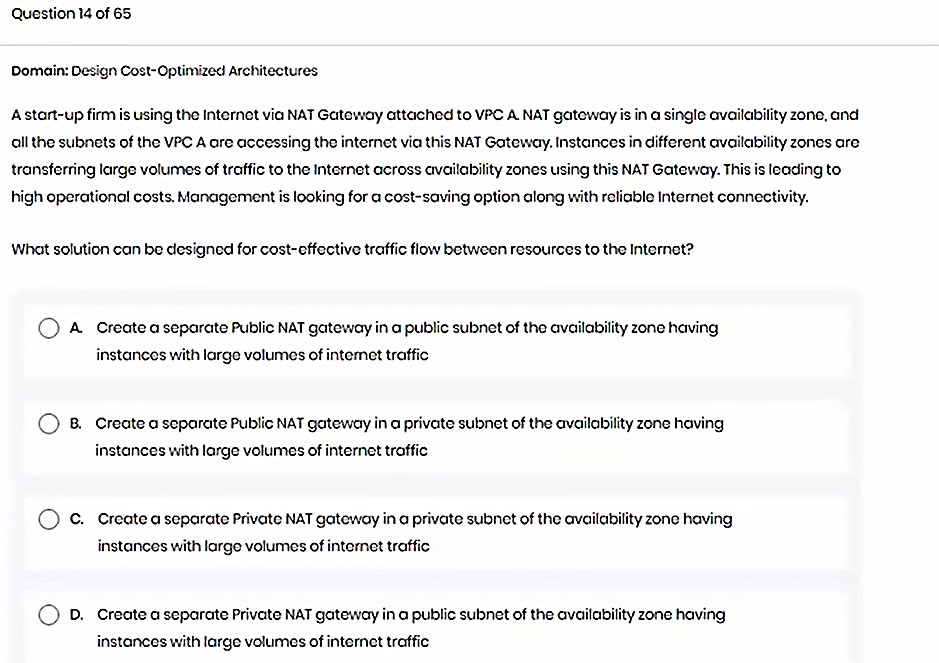 Question 14 of 65
Domain: Design Cost-Optimized Architectures
A start-up firm is using the Internet via NAT Gateway attached to VPC A. NAT gateway is in a single availability zone, and
all the subnets of the VPC A are accessing the internet via this NAT Gateway. Instances in different availability zones are
transferring large volumes of traffic to the Internet across availability zones using this NAT Gateway. This is leading to
high operational costs. Management is looking for a cost-saving option along with reliable Internet connectivity.
What solution can be designed for cost-effective traffic flow between resources to the Internet?
A. Create a separate Public NAT gateway in a public subnet of the availability zone having
instances with large volumes of internet traffic
B. Create a separate Public NAT gateway in a private subnet of the availability zone having
instances with large volumes of internet traffic
C. Create a separate Private NAT gateway in a private subnet of the availability zone having
instances with large volumes of internet traffic
D. Create a separate Private NAT gateway in a public subnet of the availability zone having
instances with large volumes of internet traffic